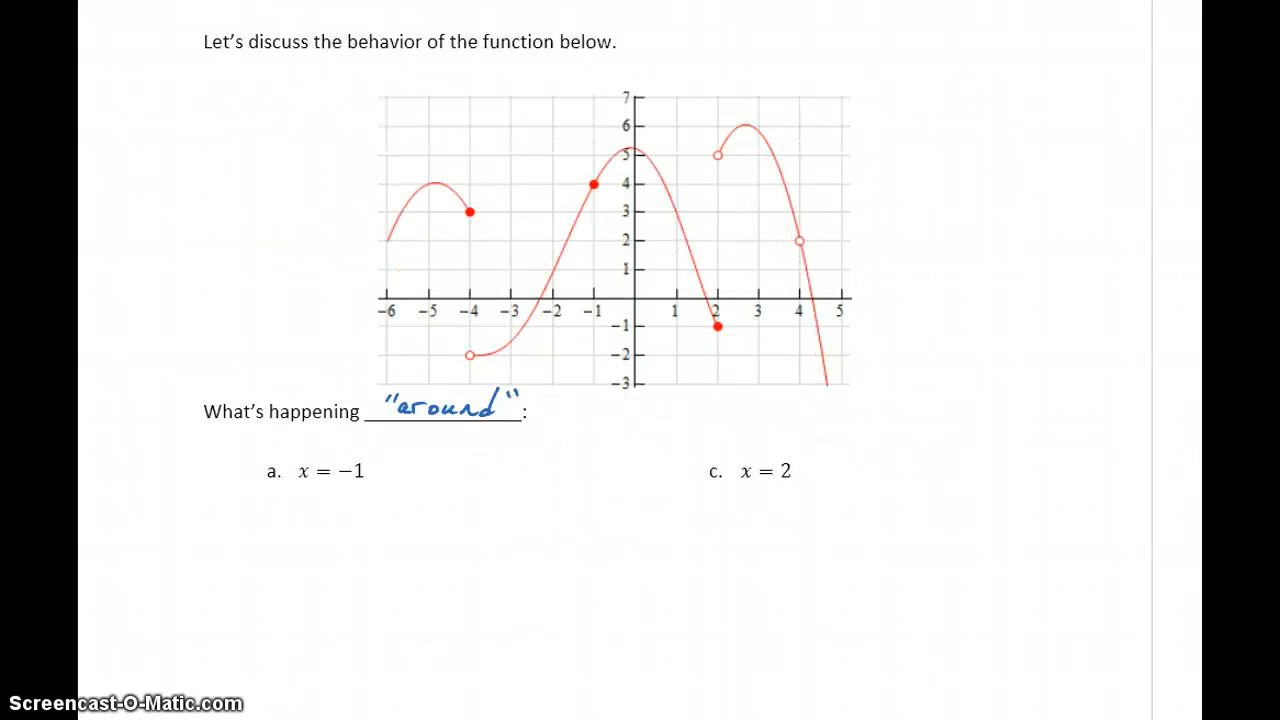 Let's discuss the behavior of the function below.
7
6
5
4
3
2
1
−6 −5 −4 −3 −2 −1 1 2 3 4 5
−1
−2
−3
What's happening "around":
a. x = −1
c. x = 2
Screencast-O-Matic.com